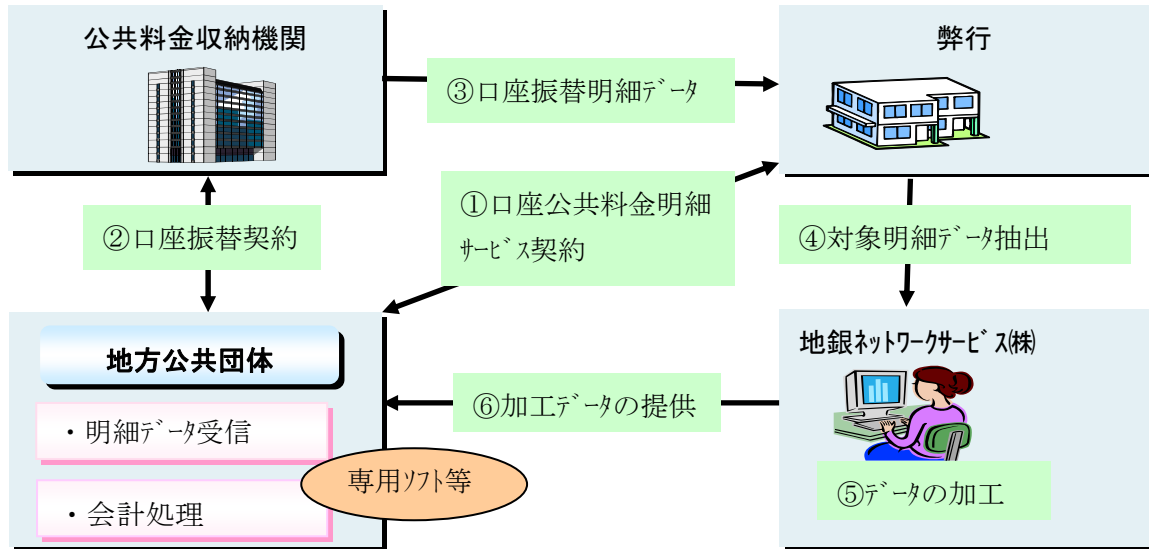 公共料金収納機関
弊行
③口座振替明細ﾃﾞｰﾀ
①口座公共料金明細
ｻｰﾋﾞｽ契約
②口座振替契約
④対象明細ﾃﾞｰﾀ抽出
地方公共団体
・明細ﾃﾞｰﾀ受信
・会計処理
専用ｿﾌﾄ等
⑥加工ﾃﾞｰﾀの提供
地銀ﾈｯﾄﾜｰｸｻｰﾋﾞｽ㈱
⑤ﾃﾞｰﾀの加工